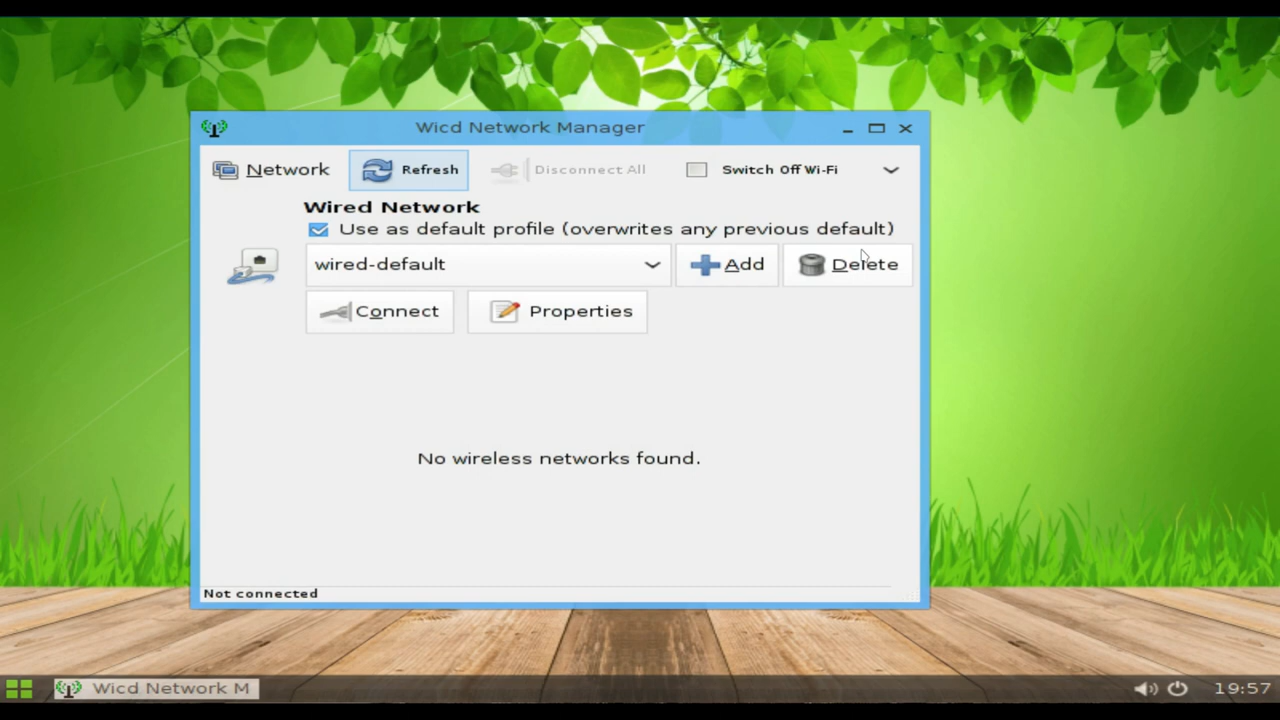 Wicd Network Manager
Network Refresh Disconnect All Switch Off Wi-Fi
Wired Network
Use as default profile (overwrites any previous default)
wired-default Add Delete
Connect Properties
No wireless networks found.
Not connected
Wicd Network M 19:57